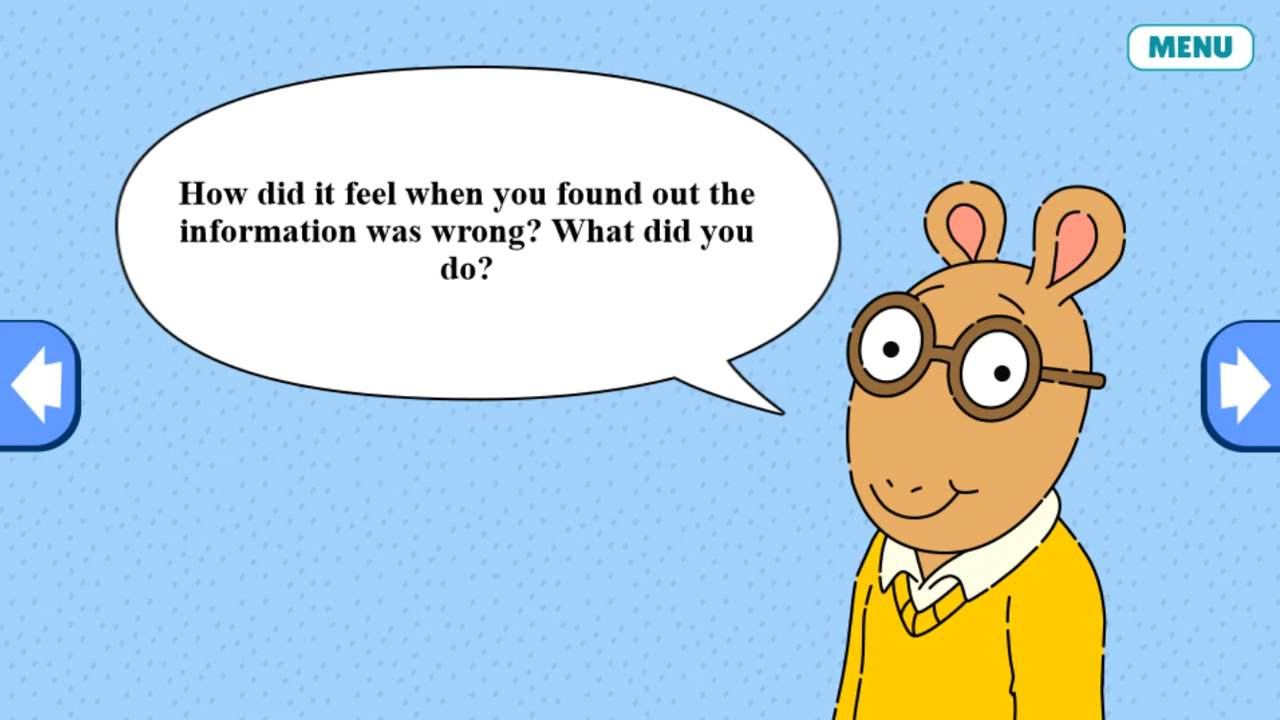 MENU
How did it feel when you found out the
information was wrong? What did you
do?